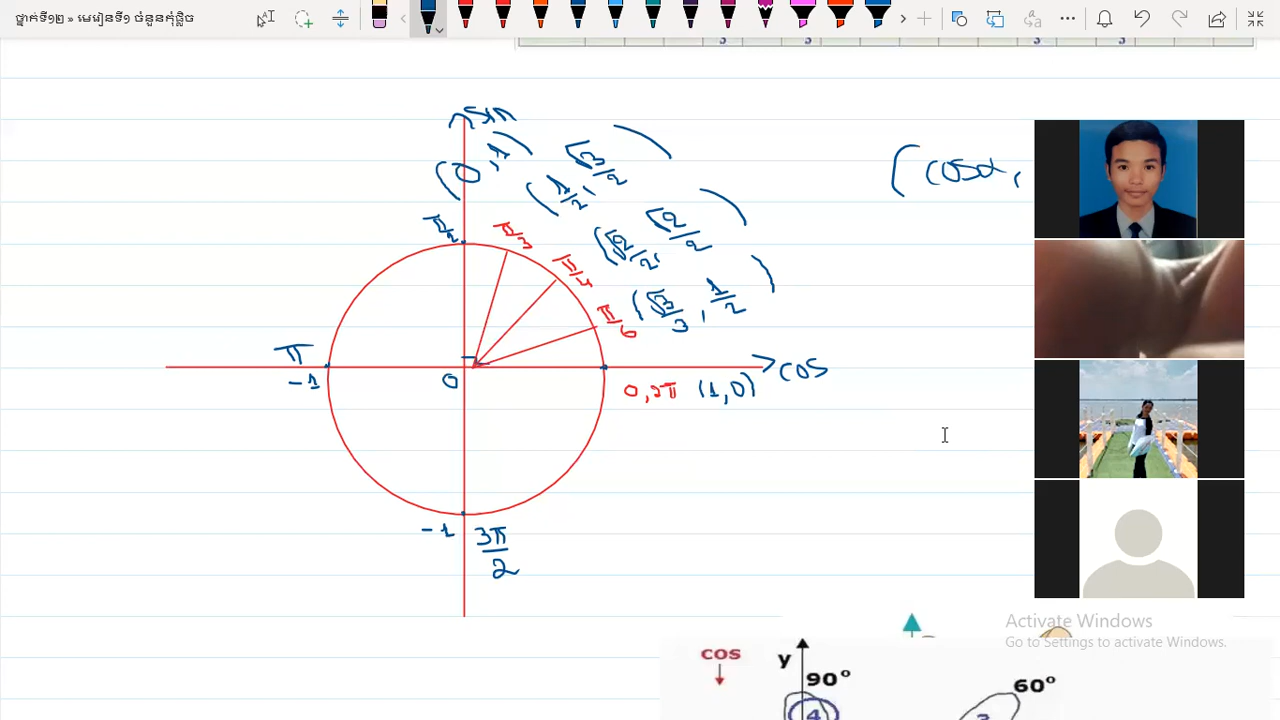 ថ្នាក់ទី១២ » មេរៀនទី១ ចំនួនកុំផ្លិច
sin
(0, 1)
(1/2, √3/2)
(√2/2, √2/2)
(√3/3, 1/2)
(cosα,
π/2
π/3
π/4
π/6
π
-1
0
0, 2π (1, 0)
cos
-1
3π/2
Activate Windows
Go to Settings to activate Windows.
cos
y
90°
60°
4